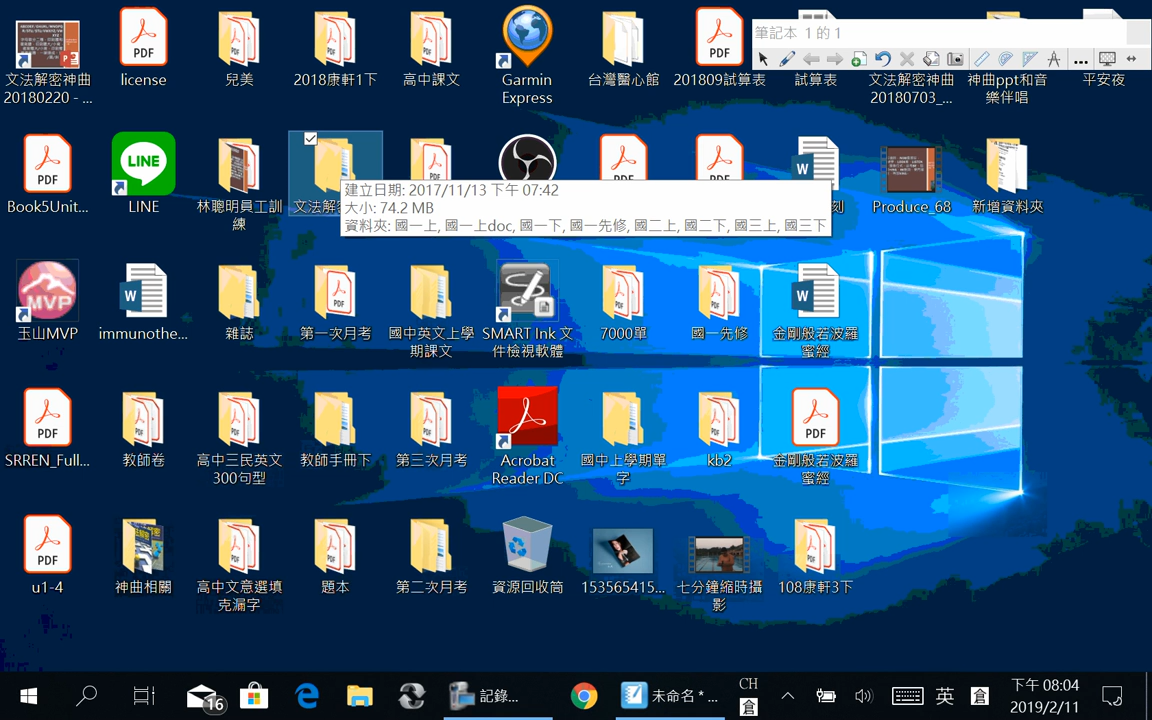 筆記本 1 的 1
文法解密神曲
20180220 - ...
license
兒美
2018康軒1下
高中課文
Garmin
Express
台灣醫心館
201809試算表
試算表
文法解密神曲
20180703_...
神曲ppt和音
樂伴唱
平安夜
Book5Unit...
LINE
LINE
林聰明員工訓
練
文法解
建立日期: 2017/11/13 下午 07:42
大小: 74.2 MB
資料夾: 國一上, 國一上doc, 國一下, 國一先修, 國二上, 國二下, 國三上, 國三下
刻
Produce_68
新增資料夾
MVP
玉山MVP
immunothe...
雜誌
第一次月考
國中英文上學
期課文
SMART Ink 文
件檢視軟體
7000單
國一先修
金剛般若波羅
蜜經
PDF
SRREN_Full...
教師卷
高中三民英文
300句型
教師手冊下
第三次月考
Acrobat
Reader DC
國中上學期單
字
kb2
PDF
金剛般若波羅
蜜經
PDF
u1-4
神曲相關
高中文意選填
克漏字
題本
第二次月考
資源回收筒
153565415...
七分鐘縮時攝
影
108康軒3下
16
記錄...
未命名 *...
CH
倉
英
倉
下午 08:04
2019/2/11